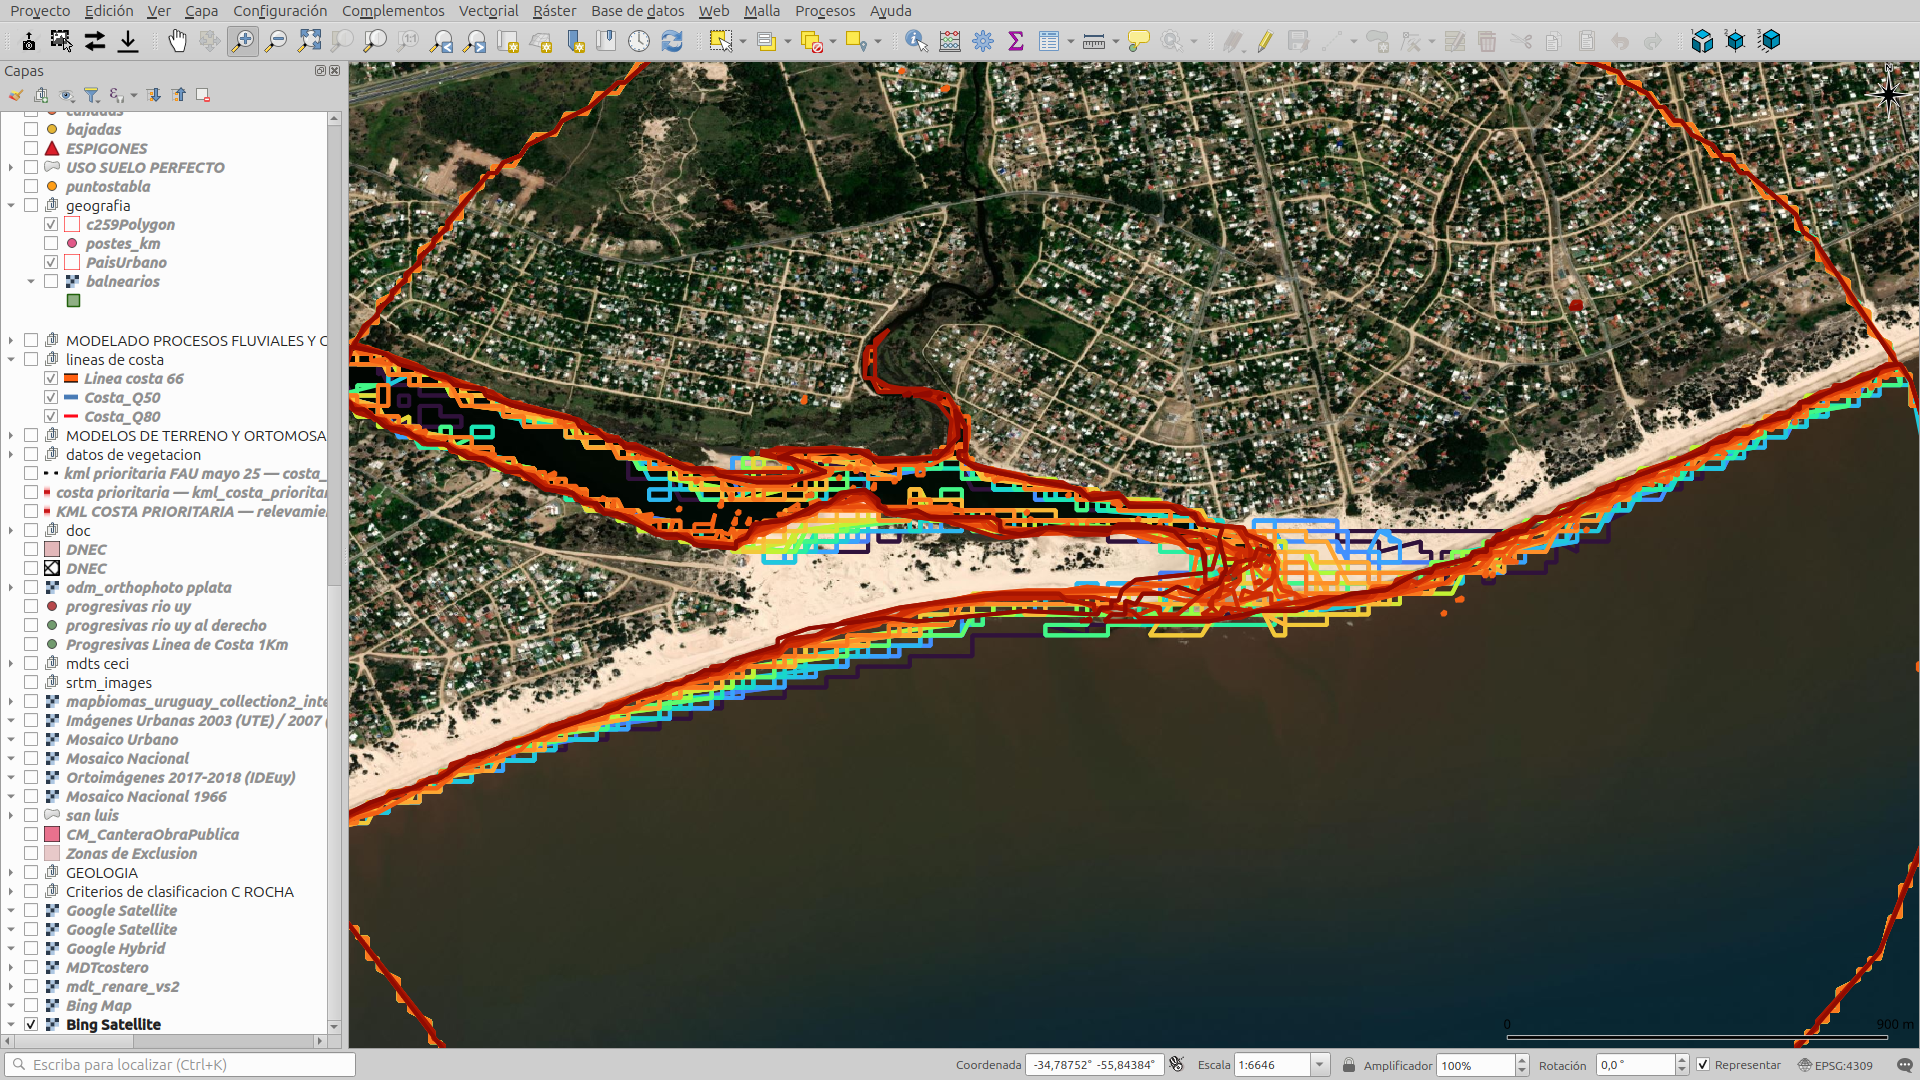 Proyecto Edición Ver Capa Configuración Complementos Vectorial Ráster Base de datos Web Malla Procesos Ayuda
Capas
cañadas
bajadas
ESPIGONES
USO SUELO PERFECTO
puntostabla
geografia
c259Polygon
postes_km
PaisUrbano
balnearios
MODELADO PROCESOS FLUVIALES Y C
lineas de costa
Linea costa 66
Costa_Q50
Costa_Q80
MODELOS DE TERRENO Y ORTOMOSA
datos de vegetacion
kml prioritaria FAU mayo 25 — costa_
costa prioritaria — kml_costa_prioritar
KML COSTA PRIORITARIA — relevamie
doc
DNEC
DNEC
odm_orthophoto pplata
progresivas rio uy
progresivas rio uy al derecho
Progresivas Linea de Costa 1Km
mdts ceci
srtm_images
mapbiomas_uruguay_collection2_inte
Imágenes Urbanas 2003 (UTE) / 2007 (
Mosaico Urbano
Mosaico Nacional
Ortoimágenes 2017-2018 (IDEuy)
Mosaico Nacional 1966
san luis
CM_CanteraObraPublica
Zonas de Exclusion
GEOLOGIA
Criterios de clasificacion C ROCHA
Google Satellite
Google Satellite
Google Hybrid
MDTcostero
mdt_renare_vs2
Bing Map
Bing Satellite
N
0 900 m
Escriba para localizar (Ctrl+K) Coordenada -34,78752° -55,84384° Escala 1:6646 Amplificador 100% Rotación 0,0 ° Representar EPSG:4309